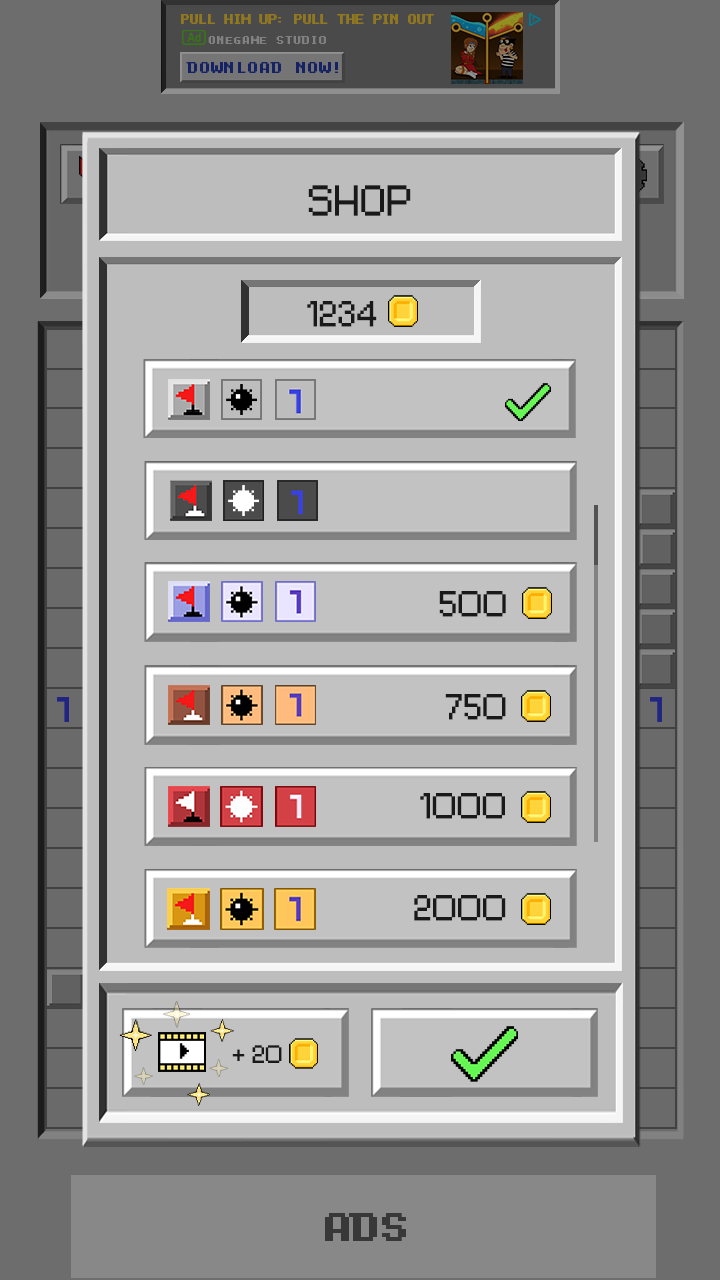 PULL HIM UP: PULL THE PIN OUT
Ad ONEGAME STUDIO
DOWNLOAD NOW!
SHOP
1234
1
1
1 500
1 750
1 1000
1 2000
1 1
+ 20
ADS